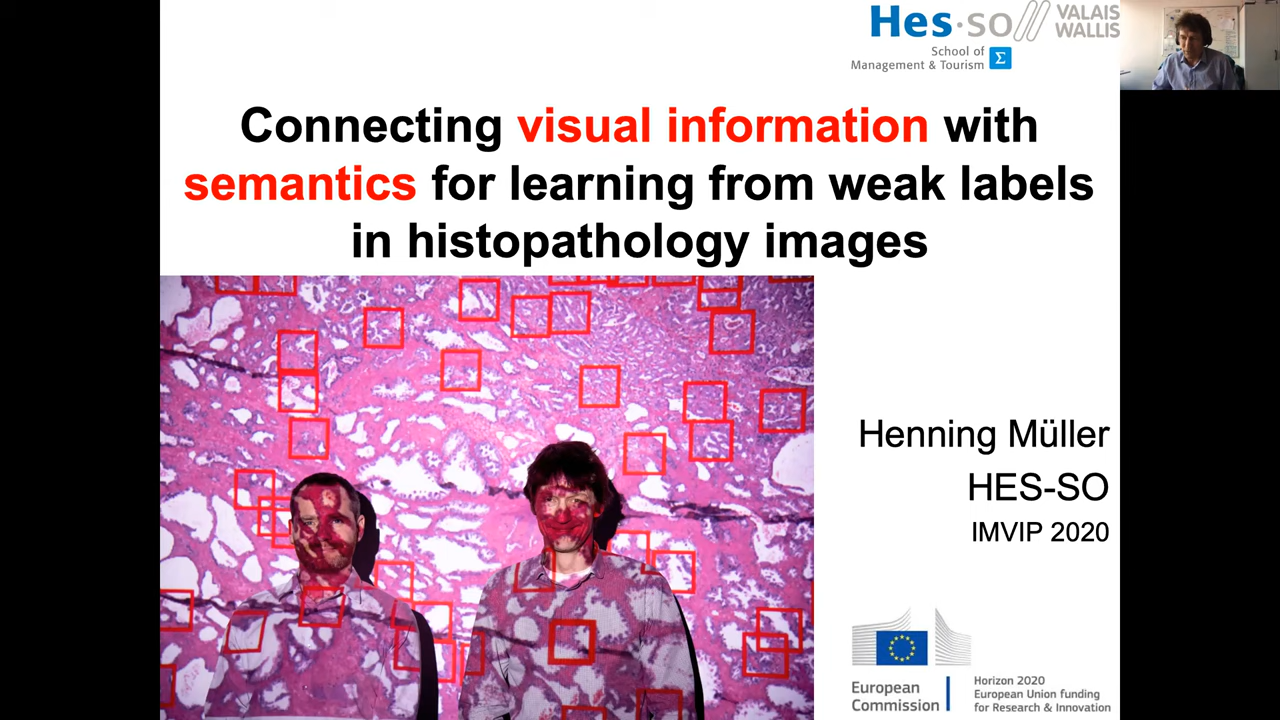 Hes·so VALAIS
WALLIS
School of
Management & Tourism Σ
Connecting visual information with
semantics for learning from weak labels
in histopathology images
Henning Müller
HES-SO
IMVIP 2020
European
Commission
Horizon 2020
European Union funding
for Research & Innovation